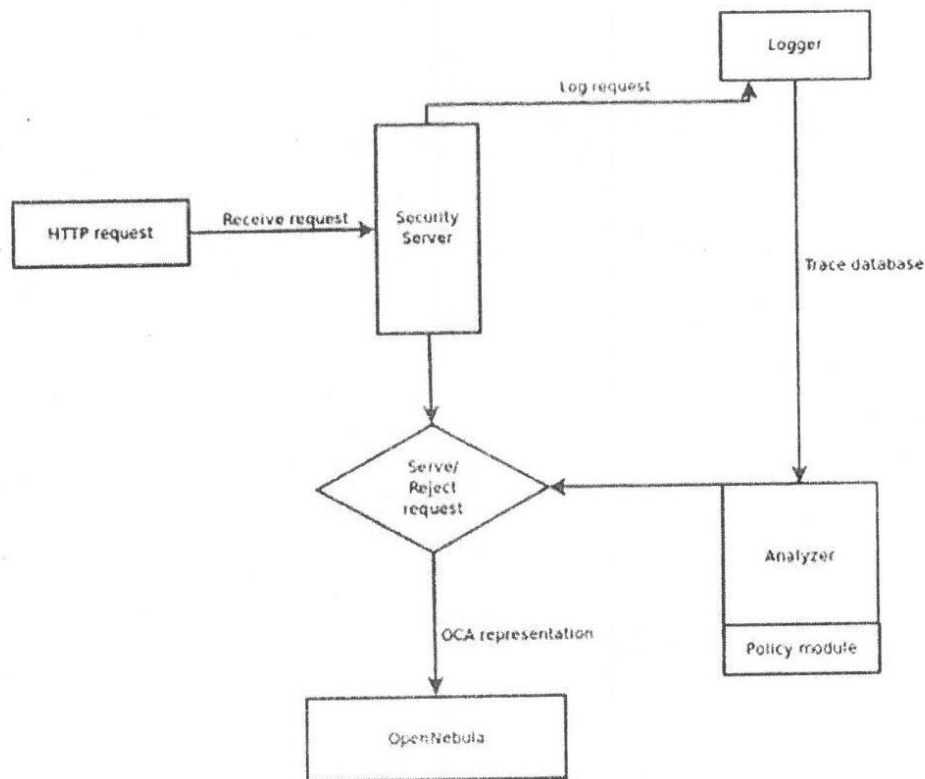 Logger
Log request
HTTP request
Receive request
Security
Server
Trace database
Serve/
Reject
request
Analyzer
OCA representation
Policy module
OpenNebula